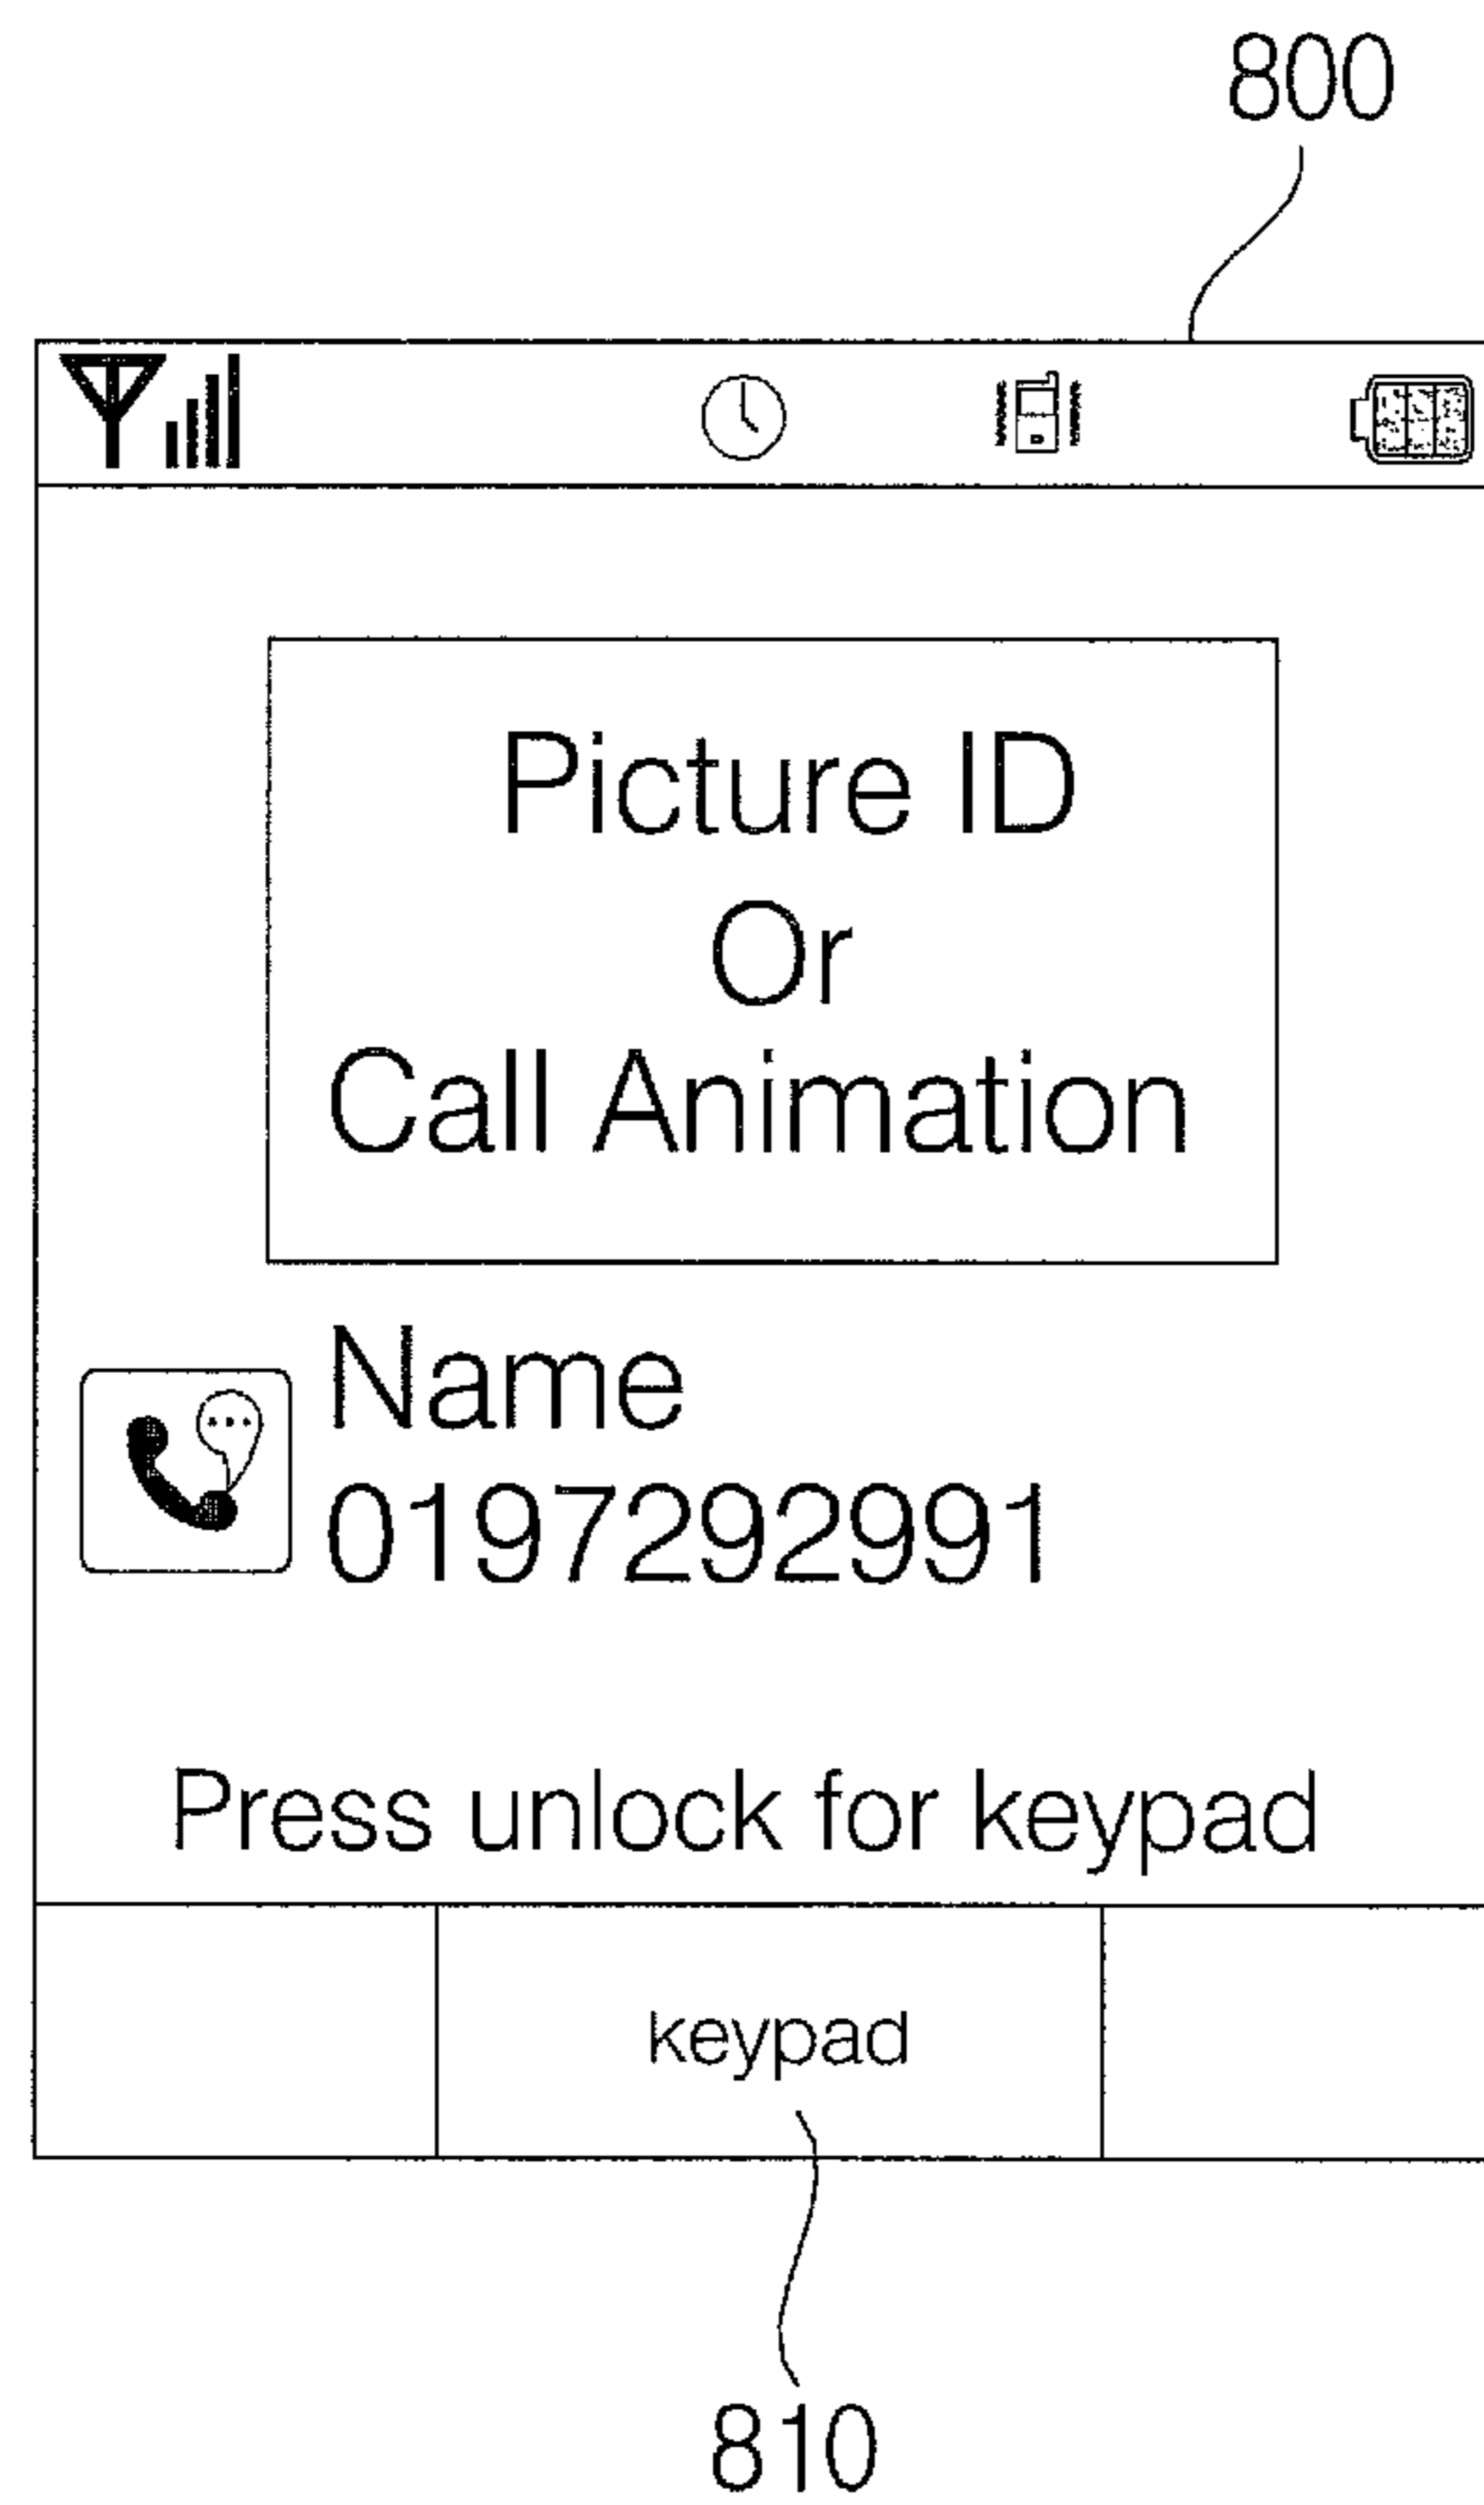 800
Picture ID
Or
Call Animation
Name
0197292991
Press unlock for keypad
keypad
810